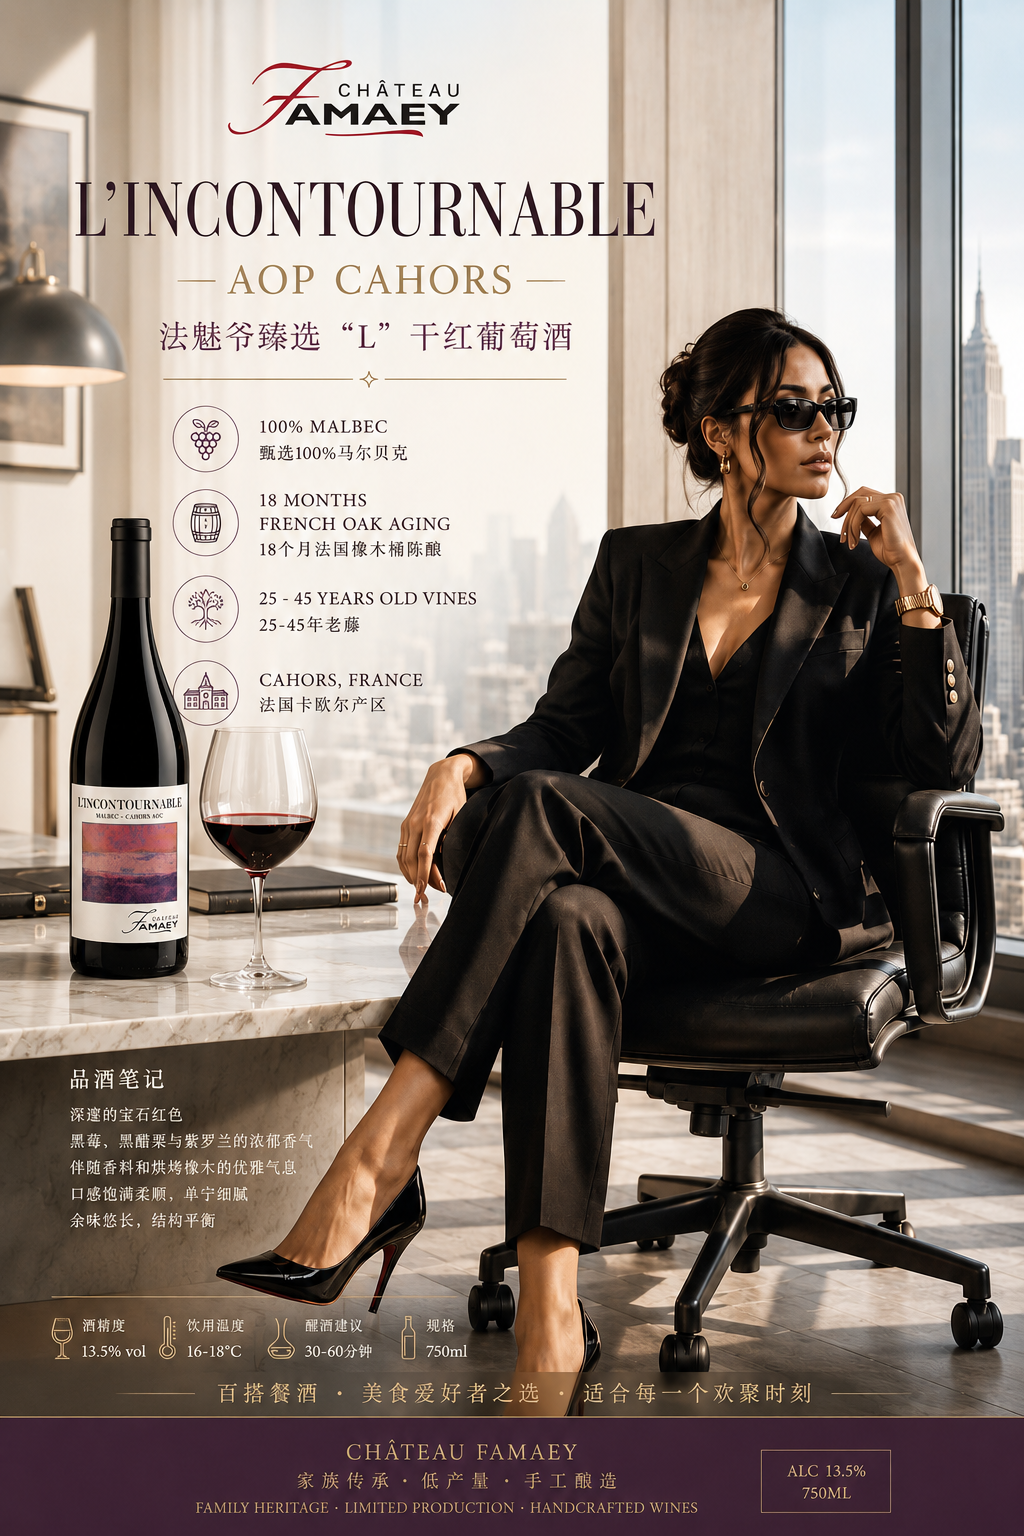 CHÂTEAU
FAMAEY
L'INCONTOURNABLE
AOP CAHORS
法魅爷臻选“L”干红葡萄酒
100% MALBEC
甄选100%马尔贝克
18 MONTHS
FRENCH OAK AGING
18个月法国橡木桶陈酿
25 - 45 YEARS OLD VINES
25-45年老藤
CAHORS, FRANCE
法国卡欧尔产区
L'INCONTOURNABLE
MALBEC - CAHORS AOC
CHÂTEAU
FAMAEY
品酒笔记
深邃的宝石红色
黑莓，黑醋栗与紫罗兰的浓郁香气
伴随香料和烘烤橡木的优雅气息
口感饱满柔顺，单宁细腻
余味悠长，结构平衡
酒精度
13.5% vol
饮用温度
16-18°C
醒酒建议
30-60分钟
规格
750ml
百搭餐酒 · 美食爱好者之选 · 适合每一个欢聚时刻
CHÂTEAU FAMAEY
家族传承 · 低产量 · 手工酿造
FAMILY HERITAGE · LIMITED PRODUCTION · HANDCRAFTED WINES
ALC 13.5%
750ML